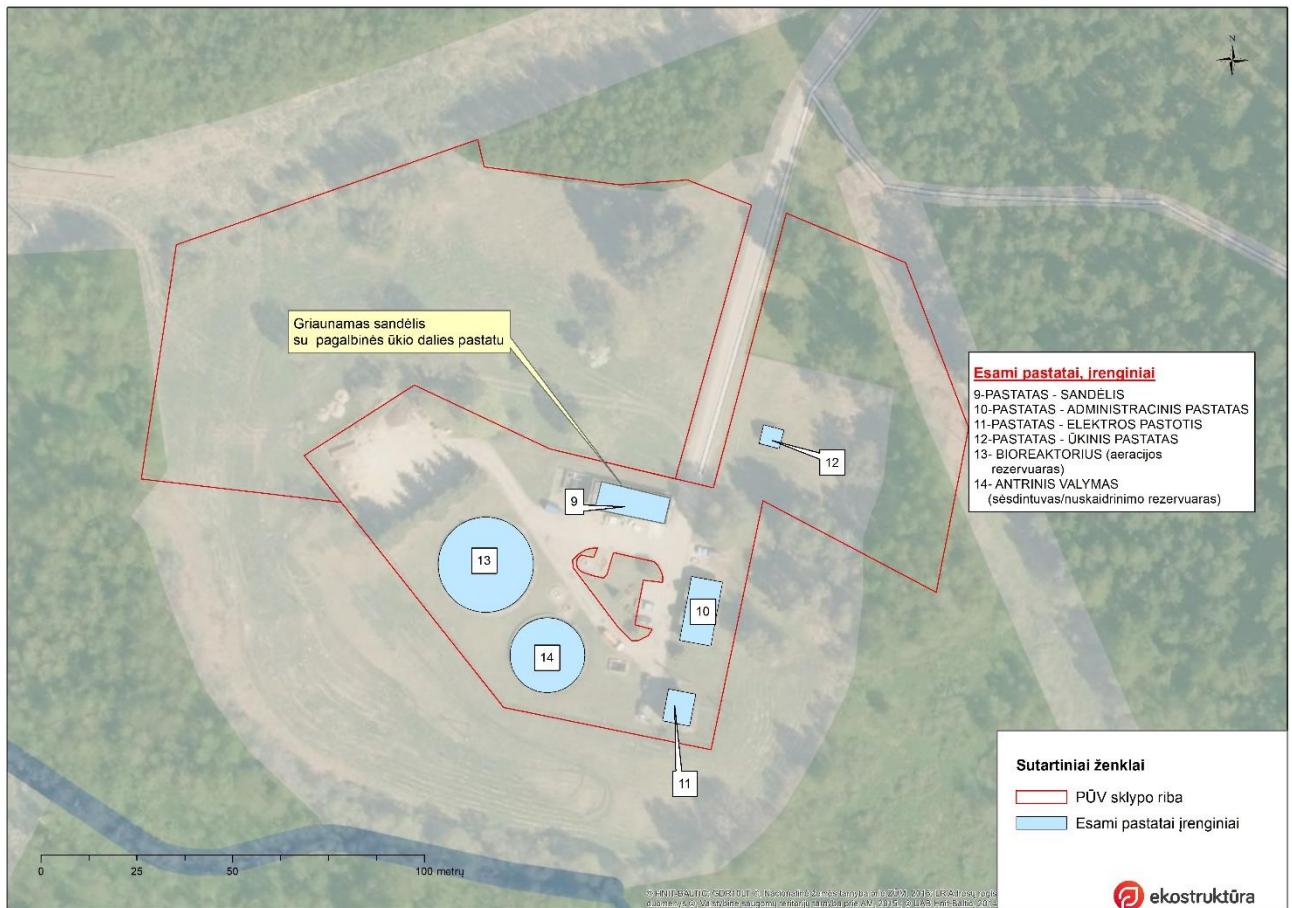 N
Griaunamas sandėlis
su pagalbinės ūkio dalies pastatu
Esami pastatai, įrenginiai
9-PASTATAS - SANDĖLIS
10-PASTATAS - ADMINISTRACINIS PASTATAS
11-PASTATAS - ELEKTROS PASTOTIS
12-PASTATAS - ŪKINIS PASTATAS
13- BIOREAKTORIUS (aeracijos
rezervuaras)
14- ANTRINIS VALYMAS
(sėsdintuvas/nuskaidrinimo rezervuaras)
12
9
13
10
14
11
Sutartiniai ženklai
PŪV sklypo riba
Esami pastatai įrenginiai
0 25 50 100 metrų
ekostruktūra